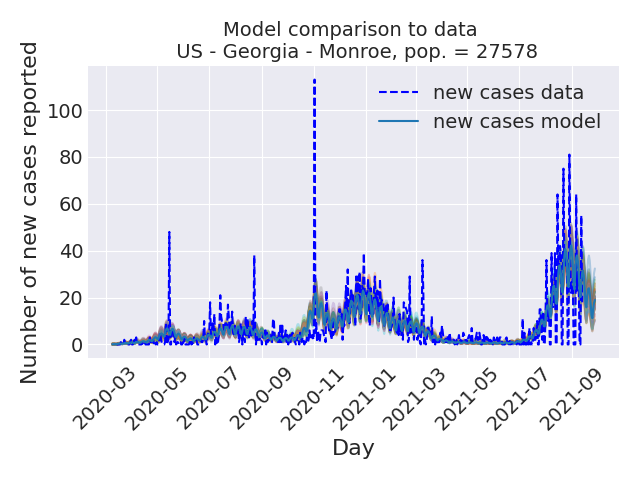 Model comparison to data
US - Georgia - Monroe, pop. = 27578
Number of new cases reported
100
80
60
40
20
0
new cases data
new cases model
2020-03
2020-05
2020-07
2020-09
2020-11
2021-01
2021-03
2021-05
2021-07
2021-09
Day